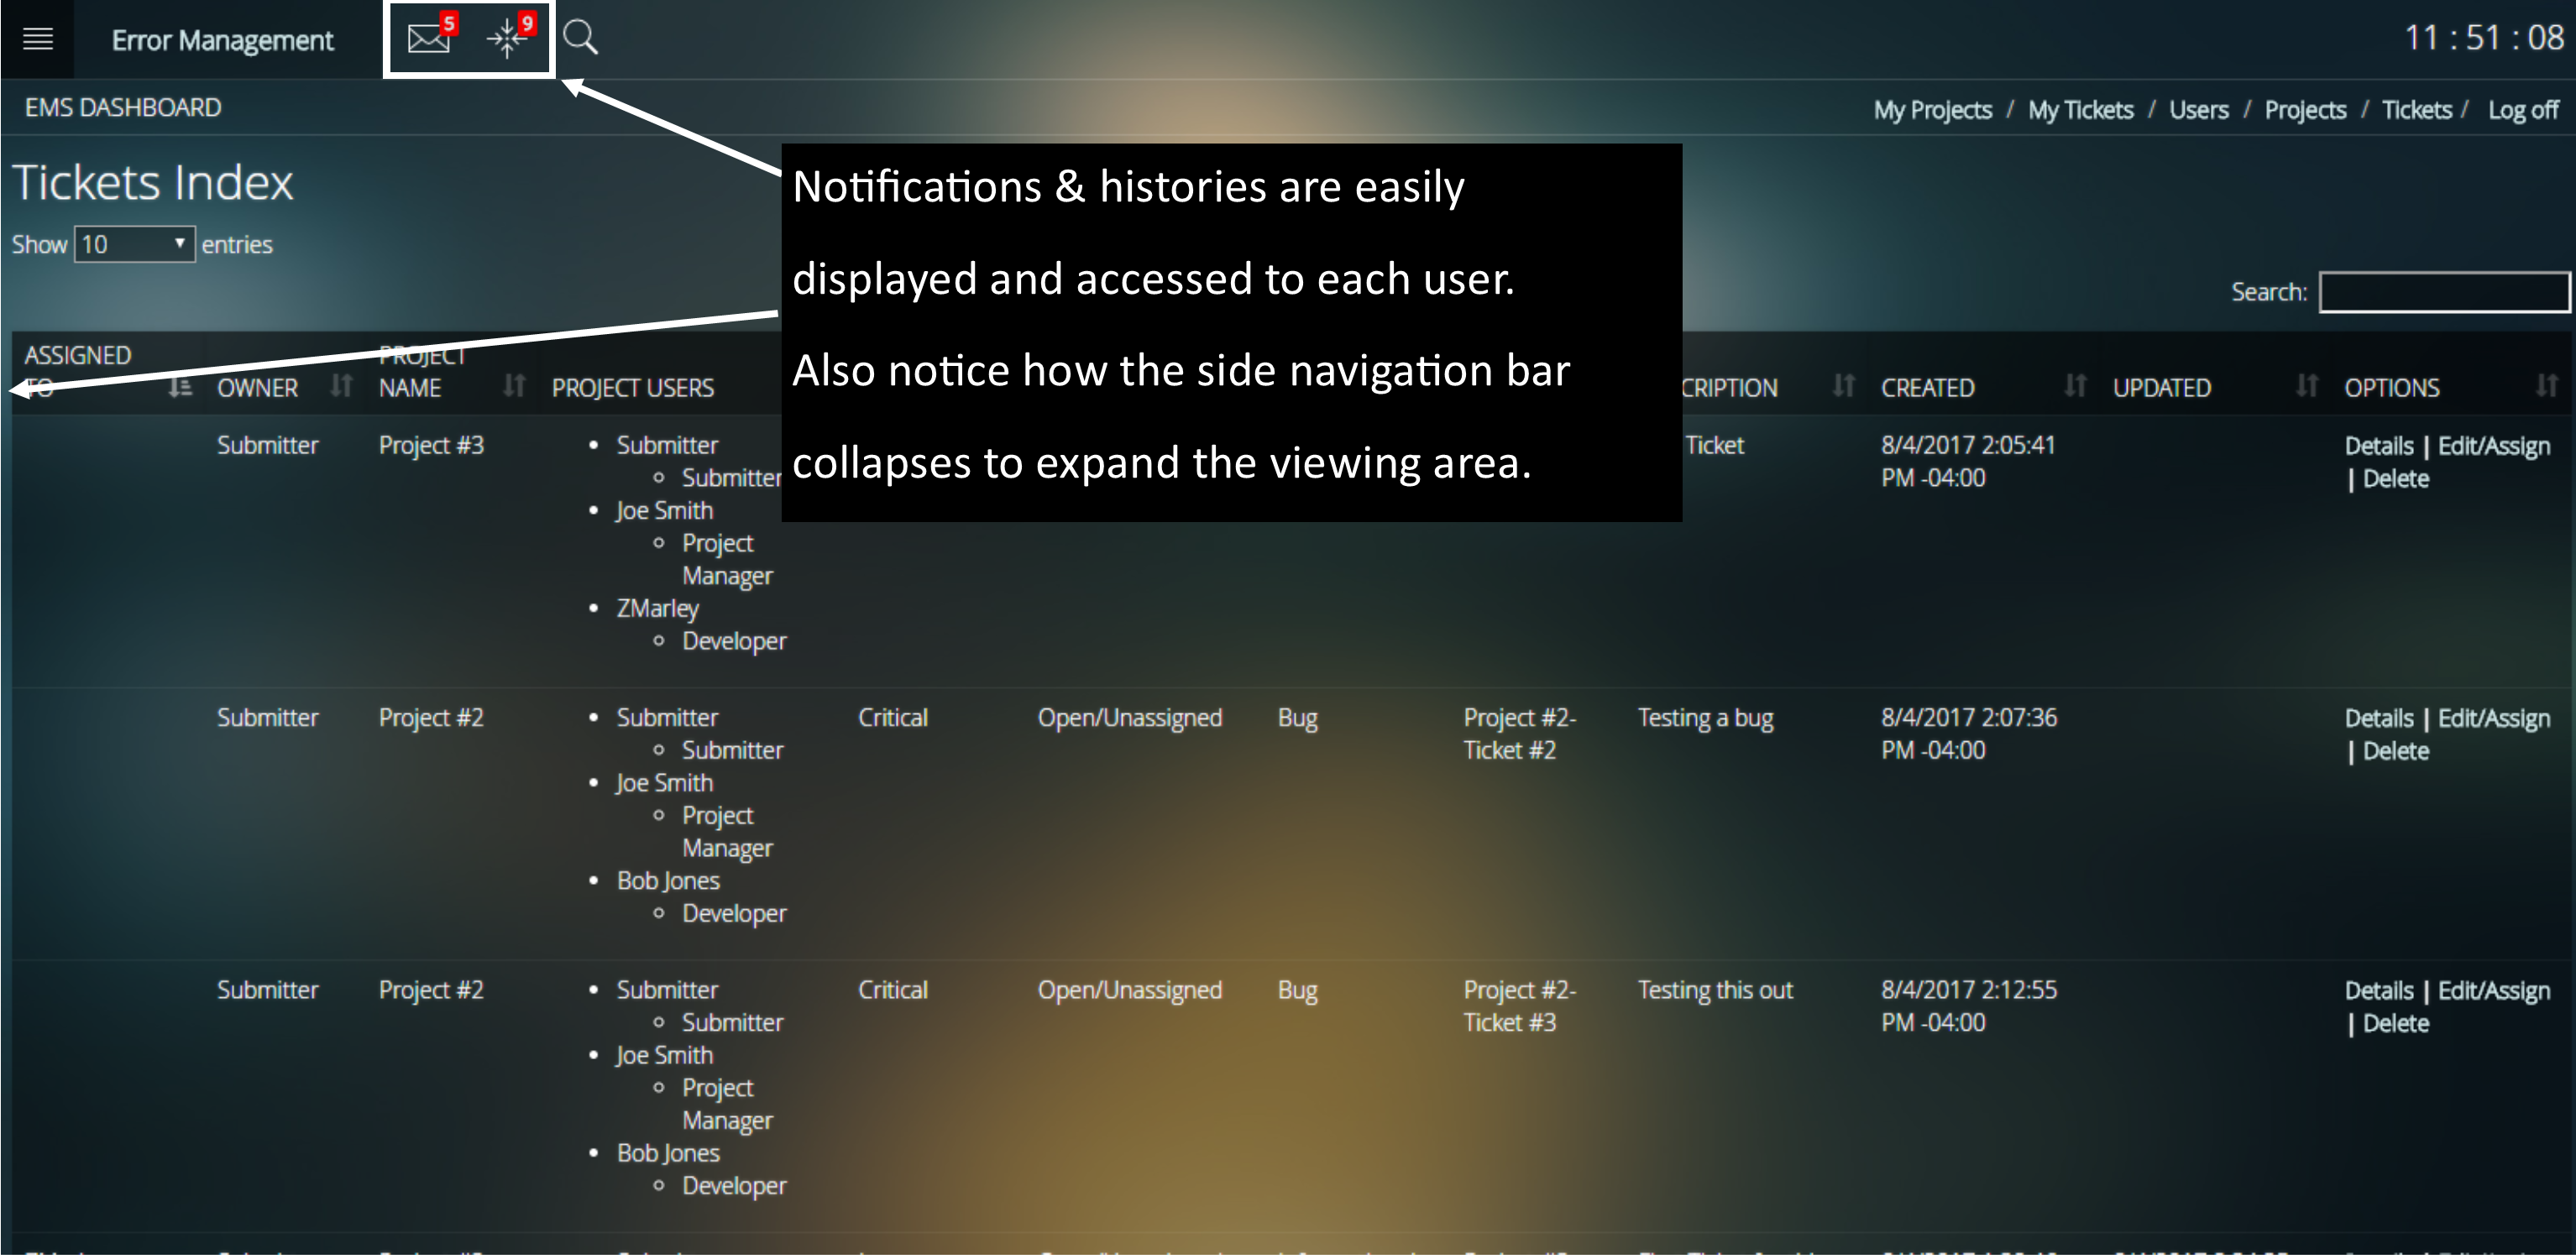 Error Management 5 9 11 : 51 : 08
EMS DASHBOARD My Projects / My Tickets / Users / Projects / Tickets / Log off
Tickets Index
Show 10 entries
Search:
Notifications & histories are easily
displayed and accessed to each user.
Also notice how the side navigation bar
collapses to expand the viewing area.
ASSIGNED PROJECT
TO OWNER NAME PROJECT USERS CRIPTION CREATED UPDATED OPTIONS
Submitter Project #3 • Submitter Ticket 8/4/2017 2:05:41 Details | Edit/Assign
Submitter PM -04:00 | Delete
• Joe Smith
Project
Manager
• ZMarley
Developer
Submitter Project #2 • Submitter Critical Open/Unassigned Bug Project #2- Testing a bug 8/4/2017 2:07:36 Details | Edit/Assign
Submitter Ticket #2 PM -04:00 | Delete
• Joe Smith
Project
Manager
• Bob Jones
Developer
Submitter Project #2 • Submitter Critical Open/Unassigned Bug Project #2- Testing this out 8/4/2017 2:12:55 Details | Edit/Assign
Submitter Ticket #3 PM -04:00 | Delete
• Joe Smith
Project
Manager
• Bob Jones
Developer